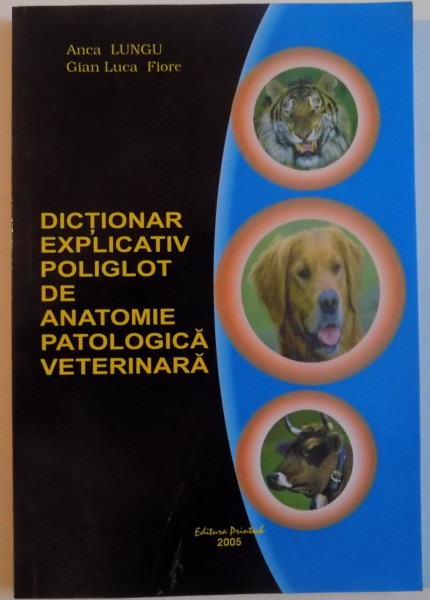 Anca LUNGU
Gian Luca Fiore
DICȚIONAR
EXPLICATIV
POLIGLOT
DE
ANATOMIE
PATOLOGICĂ
VETERINARĂ
Editura Printech
2005